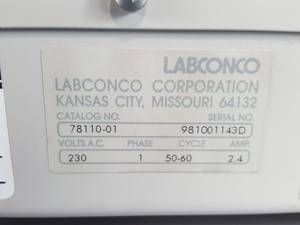 LABCONCO
LABCONCO CORPORATION
KANSAS CITY, MISSOURI 64132
CATALOG NO. SERIAL NO.
78110-01 981001143D
VOLTS A.C. PHASE CYCLE AMP.
230 1 50-60 2.4